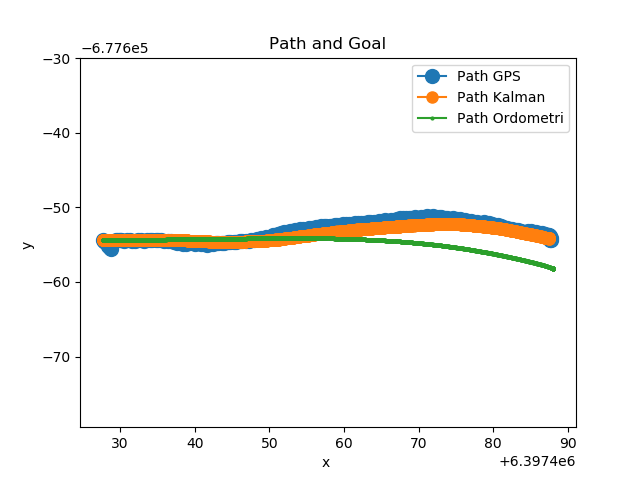 Path and Goal
−6.776e5
Path GPS
Path Kalman
Path Ordometri
−30
−40
−50
−60
−70
y
30 40 50 60 70 80 90
x
+6.3974e6